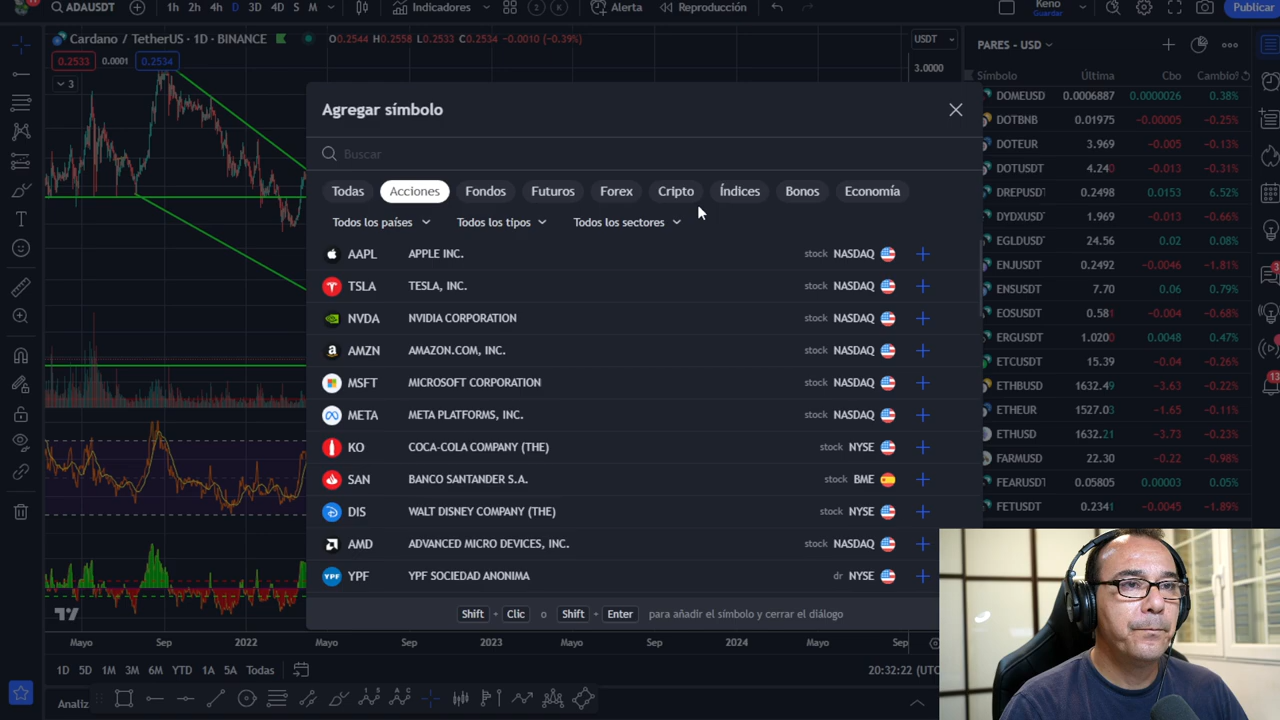 ADAUSDT 1h 2h 4h D 3D 4D S M Indicadores 2 K Alerta Reproducción Keno Guardar Publicar
Cardano / TetherUS · 1D · BINANCE O0.2544 H0.2558 L0.2533 C0.2534 −0.0010 (−0.39%) USDT
0.2533 0.0001 0.2534
3
3.0000
PARES - USD
Símbolo Última Cbo Cambio%
DOMEUSD 0.0006887 0.0000026 0.38%
DOTBNB 0.01975 −0.00005 −0.25%
DOTEUR 3.969 −0.005 −0.13%
DOTUSDT 4.240 −0.013 −0.31%
DREPUSDT 0.2498 0.0153 6.52%
DYDXUSDT 1.969 −0.013 −0.66%
EGLDUSDT 24.56 0.02 0.08%
ENJUSDT 0.2492 −0.0046 −1.81%
ENSUSDT 7.70 0.06 0.79%
EOSUSDT 0.581 −0.004 −0.68%
ERGUSDT 1.0200 0.0048 0.47%
ETCUSDT 15.39 −0.04 −0.26%
ETHBUSD 1632.49 −3.63 −0.22%
ETHEUR 1527.03 −1.65 −0.11%
ETHUSD 1632.21 −3.73 −0.23%
FARMUSD 22.30 −0.22 −0.98%
FEARUSDT 0.05805 0.00003 0.05%
FETUSDT 0.2341 −0.0045 −1.89%
Agregar símbolo
Buscar
Todas Acciones Fondos Futuros Forex Cripto Índices Bonos Economía
Todos los países Todos los tipos Todos los sectores
AAPL APPLE INC. stock NASDAQ
TSLA TESLA, INC. stock NASDAQ
NVDA NVIDIA CORPORATION stock NASDAQ
AMZN AMAZON.COM, INC. stock NASDAQ
MSFT MICROSOFT CORPORATION stock NASDAQ
META META PLATFORMS, INC. stock NASDAQ
KO COCA-COLA COMPANY (THE) stock NYSE
SAN BANCO SANTANDER S.A. stock BME
DIS WALT DISNEY COMPANY (THE) stock NYSE
AMD ADVANCED MICRO DEVICES, INC. stock NASDAQ
YPF YPF SOCIEDAD ANONIMA dr NYSE
Shift + Clic o Shift + Enter para añadir el símbolo y cerrar el diálogo
Mayo Sep 2022 Mayo Sep 2023 Mayo Sep 2024 Mayo Sep
1D 5D 1M 3M 6M YTD 1A 5A Todas 20:32:22 (UTC
Analiz